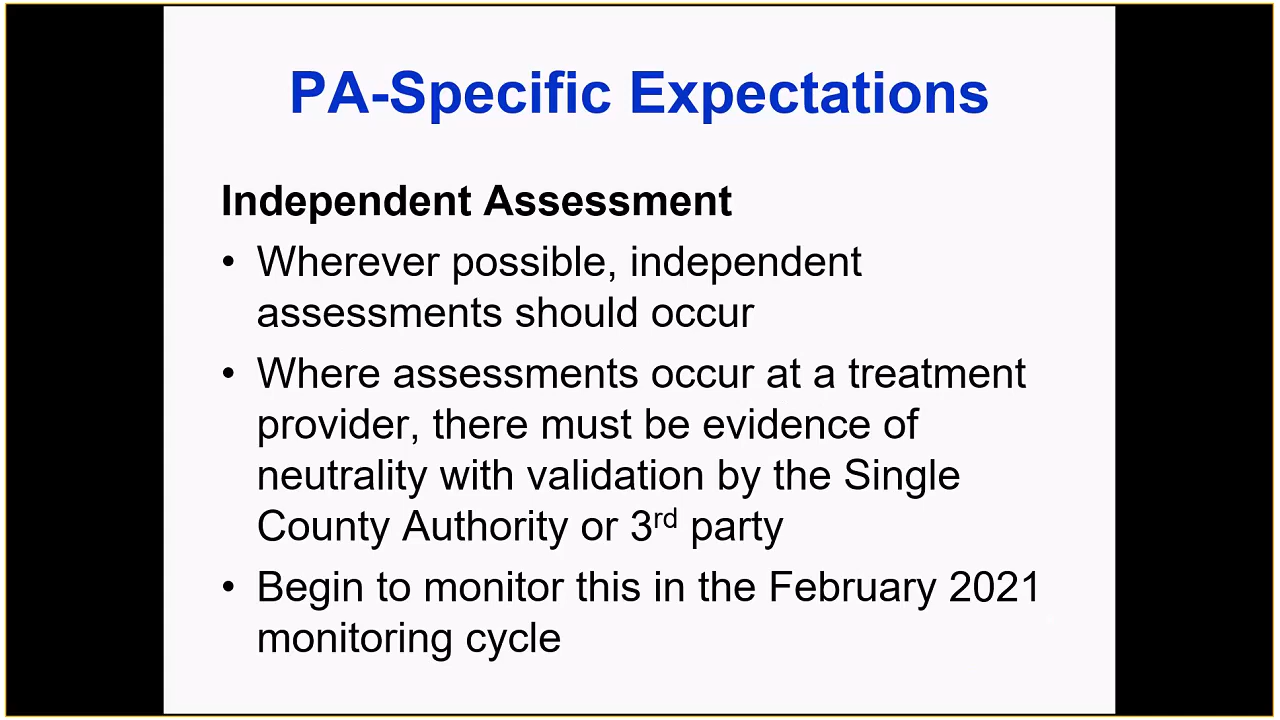 PA-Specific Expectations
Independent Assessment
• Wherever possible, independent
assessments should occur
• Where assessments occur at a treatment
provider, there must be evidence of
neutrality with validation by the Single
County Authority or 3rd party
• Begin to monitor this in the February 2021
monitoring cycle